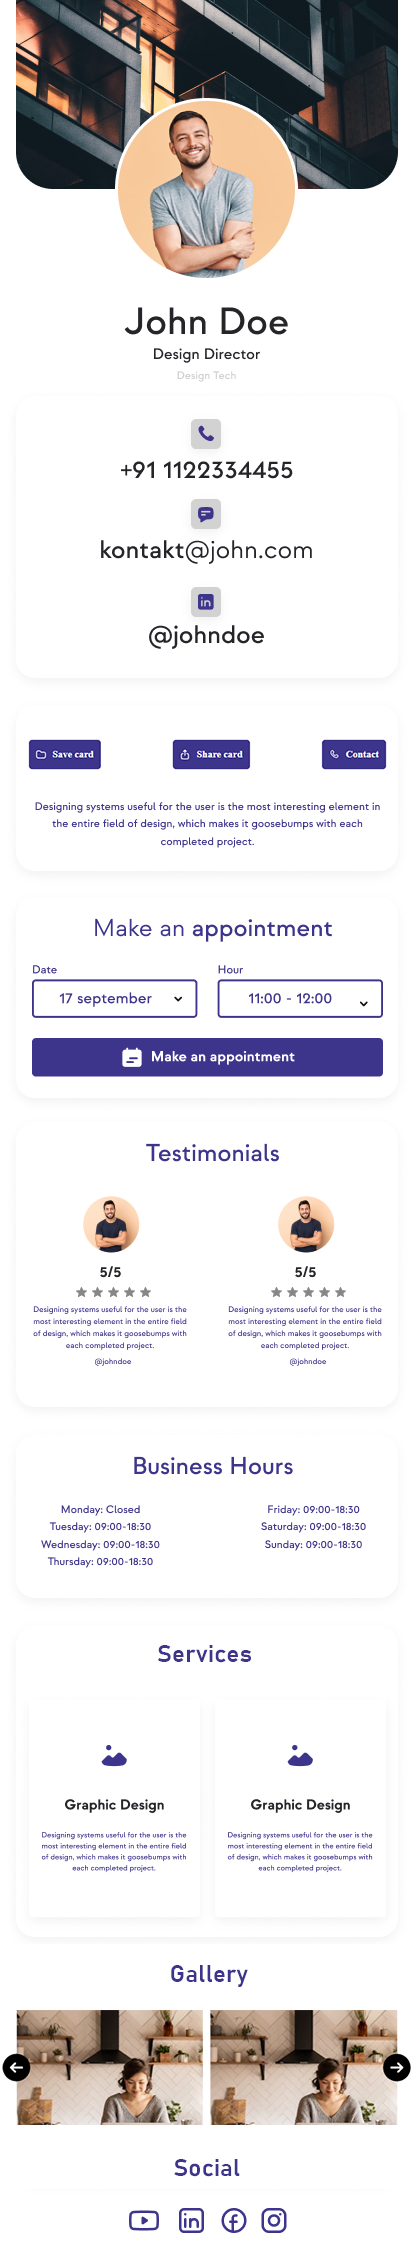 John Doe
Design Director
Design Tech
+91 1122334455
kontakt@john.com
@johndoe
Save card
Share card
Contact
Designing systems useful for the user is the most interesting element in
the entire field of design, which makes it goosebumps with each
completed project.
Make an appointment
Date
Hour
17 september
11:00 - 12:00
Make an appointment
Testimonials
5/5
Designing systems useful for the user is the
most interesting element in the entire field
of design, which makes it goosebumps with
each completed project.
@johndoe
5/5
Designing systems useful for the user is the
most interesting element in the entire field
of design, which makes it goosebumps with
each completed project.
@johndoe
Business Hours
Monday: Closed
Tuesday: 09:00-18:30
Wednesday: 09:00-18:30
Thursday: 09:00-18:30
Friday: 09:00-18:30
Saturday: 09:00-18:30
Sunday: 09:00-18:30
Services
Graphic Design
Designing systems useful for the user is the
most interesting element in the entire field
of design, which makes it goosebumps with
each completed project.
Graphic Design
Designing systems useful for the user is the
most interesting element in the entire field
of design, which makes it goosebumps with
each completed project.
Gallery
Social